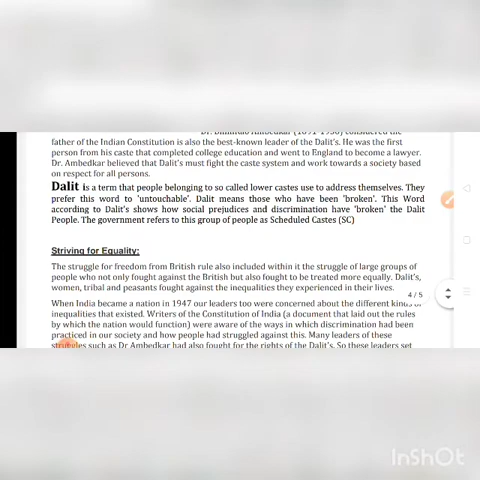 Dr. Bhimrao Ambedkar (1891-1956) considered the
father of the Indian Constitution is also the best-known leader of the Dalit's. He was the first
person from his caste that completed college education and went to England to become a lawyer.
Dr. Ambedkar believed that Dalit's must fight the caste system and work towards a society based
on respect for all persons.
Dalit is a term that people belonging to so called lower castes use to address themselves. They
prefer this word to 'untouchable'. Dalit means those who have been 'broken'. This Word
according to Dalit's shows how social prejudices and discrimination have 'broken' the Dalit
People. The government refers to this group of people as Scheduled Castes (SC)
Striving for Equality:
The struggle for freedom from British rule also included within it the struggle of large groups of
people who not only fought against the British but also fought to be treated more equally. Dalit's,
women, tribal and peasants fought against the inequalities they experienced in their lives.
4/5
When India became a nation in 1947 our leaders too were concerned about the different kinds of
inequalities that existed. Writers of the Constitution of India (a document that laid out the rules
by which the nation would function) were aware of the ways in which discrimination had been
practiced in our society and how people had struggled against this. Many leaders of these
struggles such as Dr Ambedkar had also fought for the rights of the Dalit's. So these leaders set
InShOt